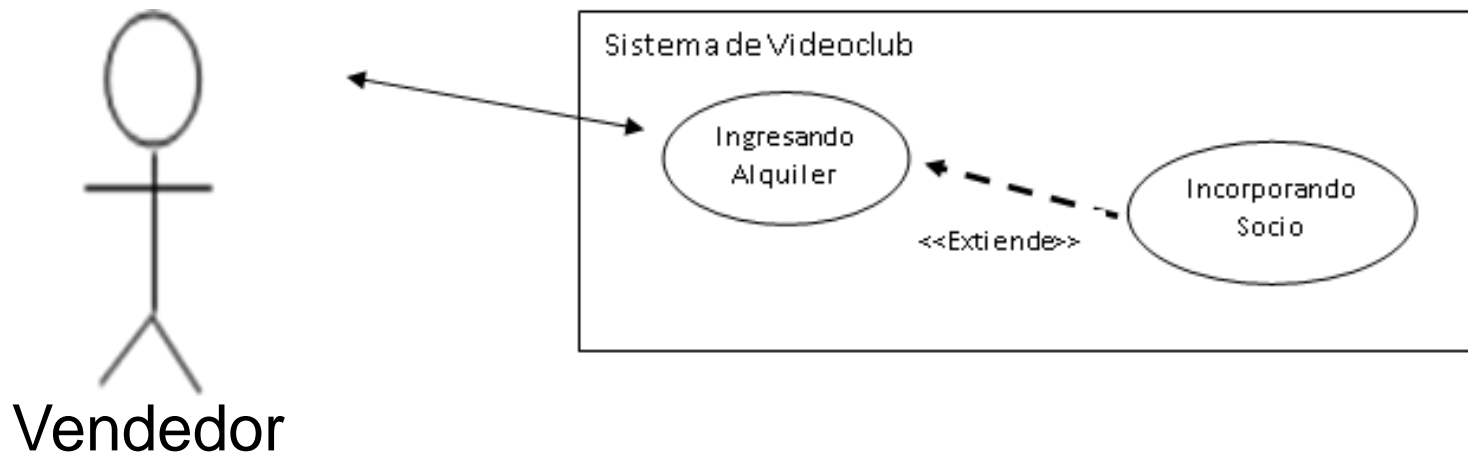 Sistema de Videoclub
Ingresando
Alquiler
Incorporando
Socio
<<Extiende>>
Vendedor